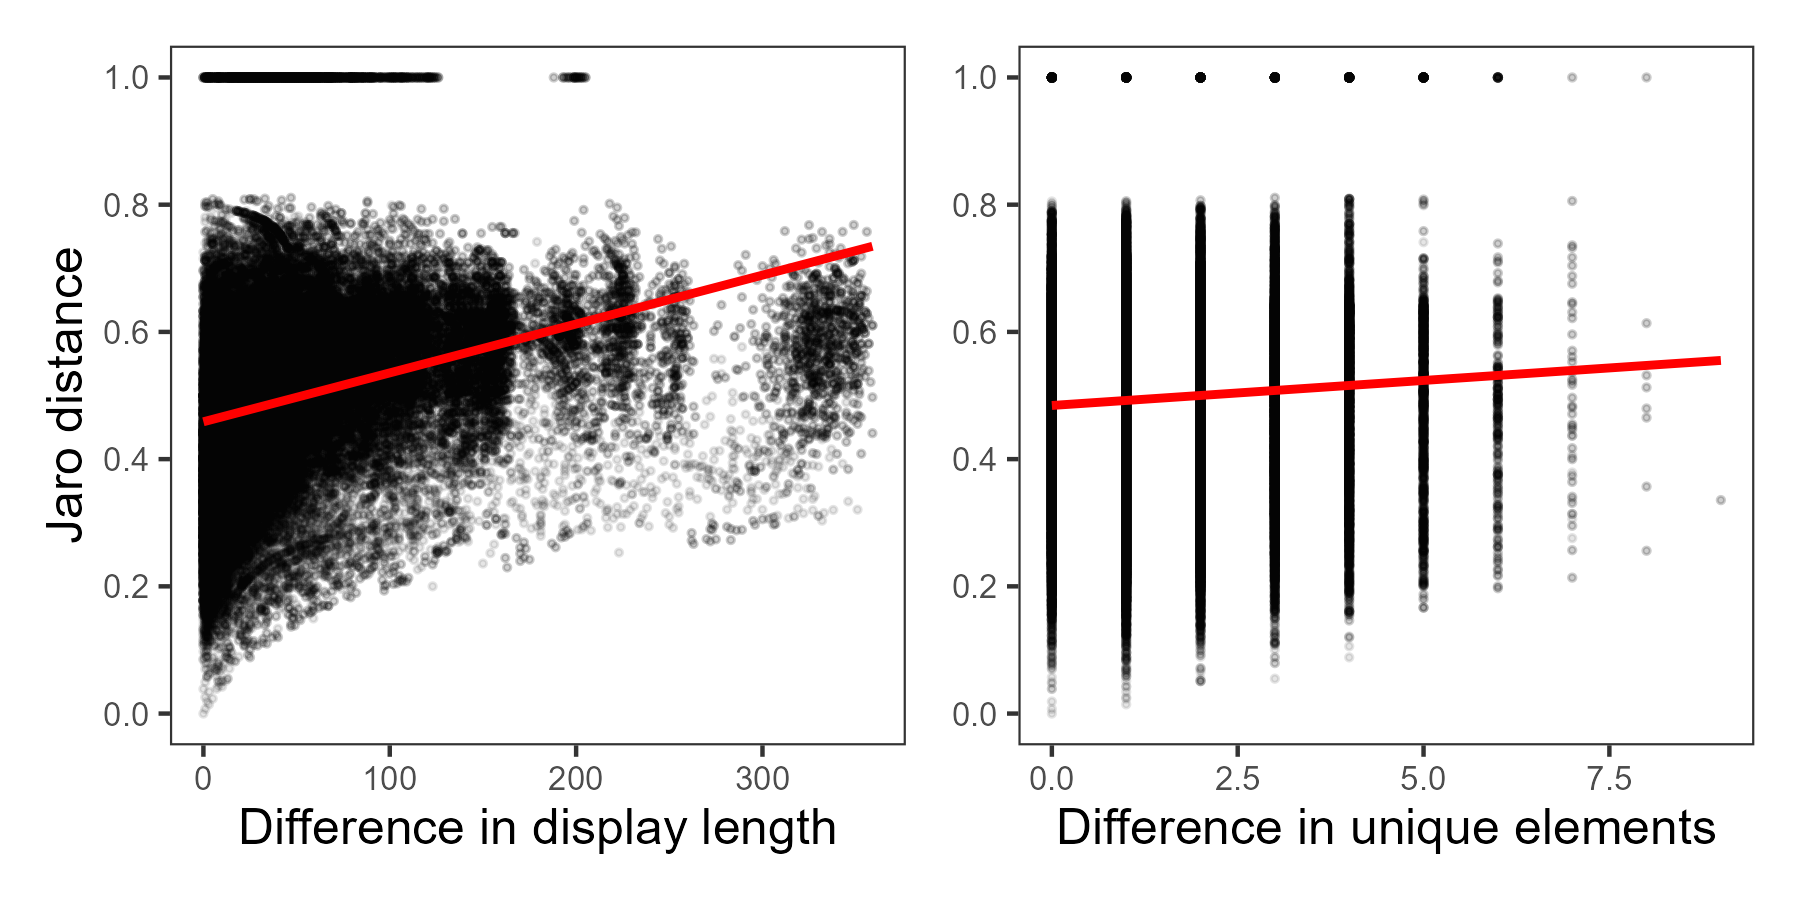 Jaro distance
1.0
0.8
0.6
0.4
0.2
0.0
0 100 200 300
Difference in display length
1.0
0.8
0.6
0.4
0.2
0.0
0.0 2.5 5.0 7.5
Difference in unique elements